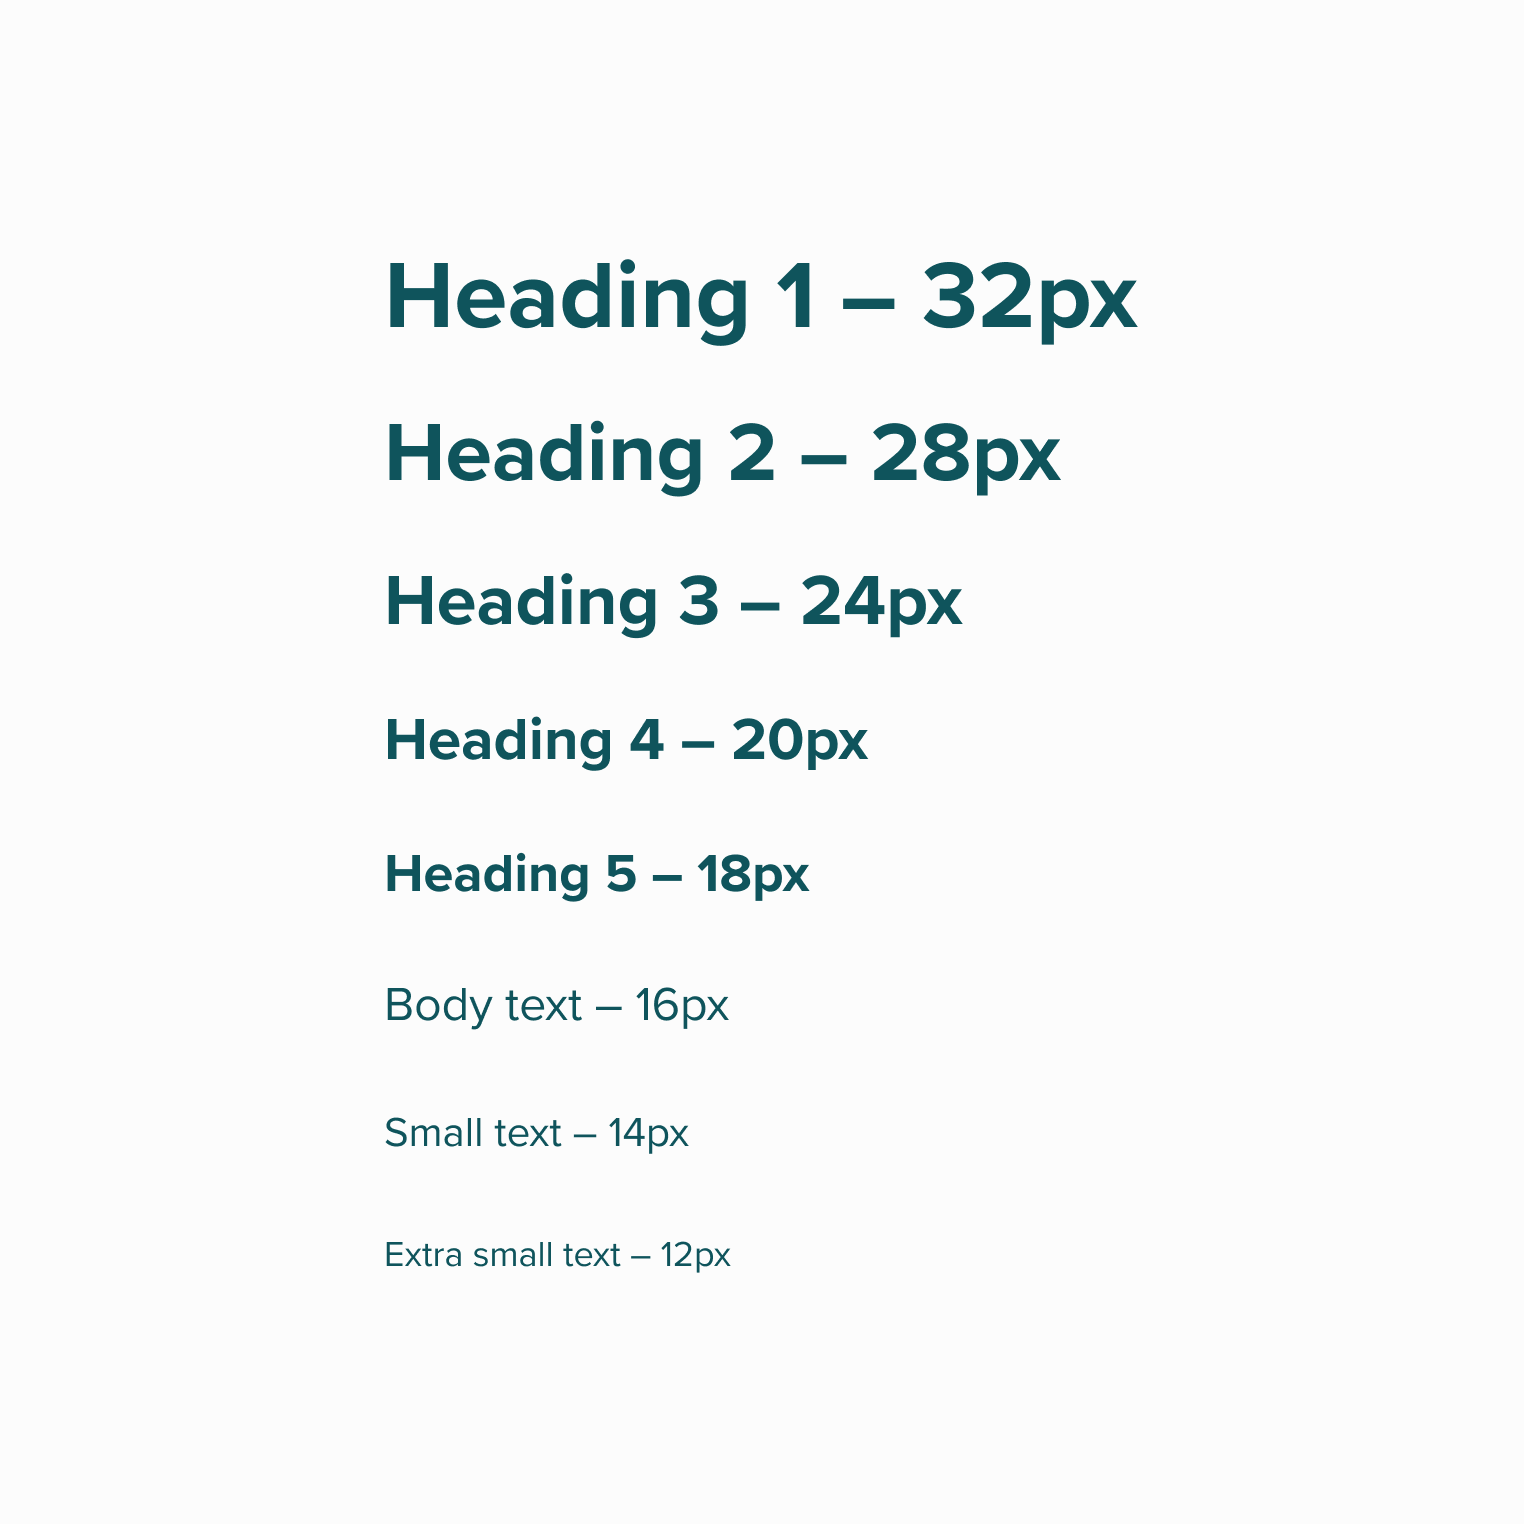 Heading 1 – 32px
Heading 2 – 28px
Heading 3 – 24px
Heading 4 – 20px
Heading 5 – 18px
Body text – 16px
Small text – 14px
Extra small text – 12px